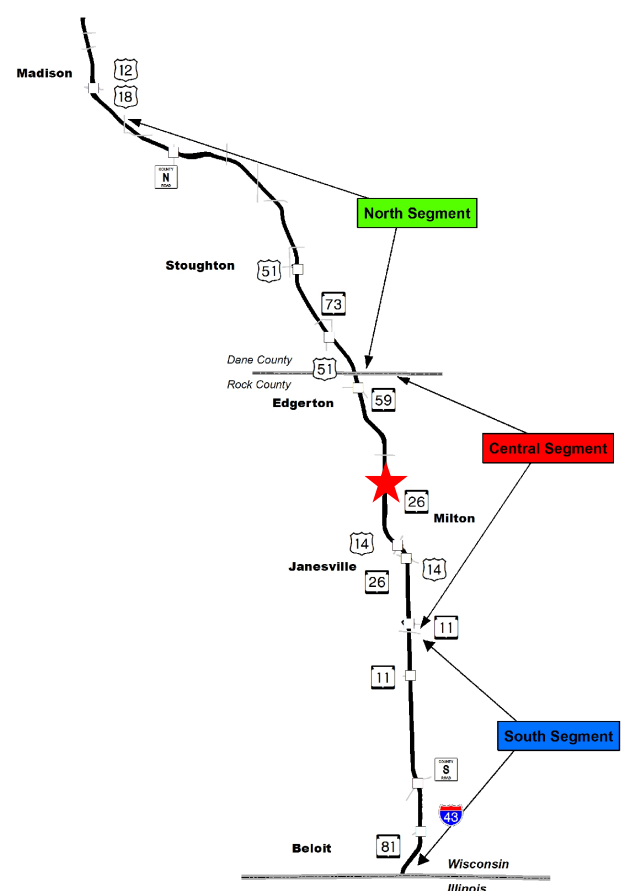 12
Madison
18
COUNTY
N
ROAD
North Segment
Stoughton
51
73
Dane County
51
Rock County
59
Edgerton
Central Segment
26
Milton
14
Janesville
14
26
11
11
South Segment
COUNTY
S
ROAD
43
Beloit
81
Wisconsin
Illinois